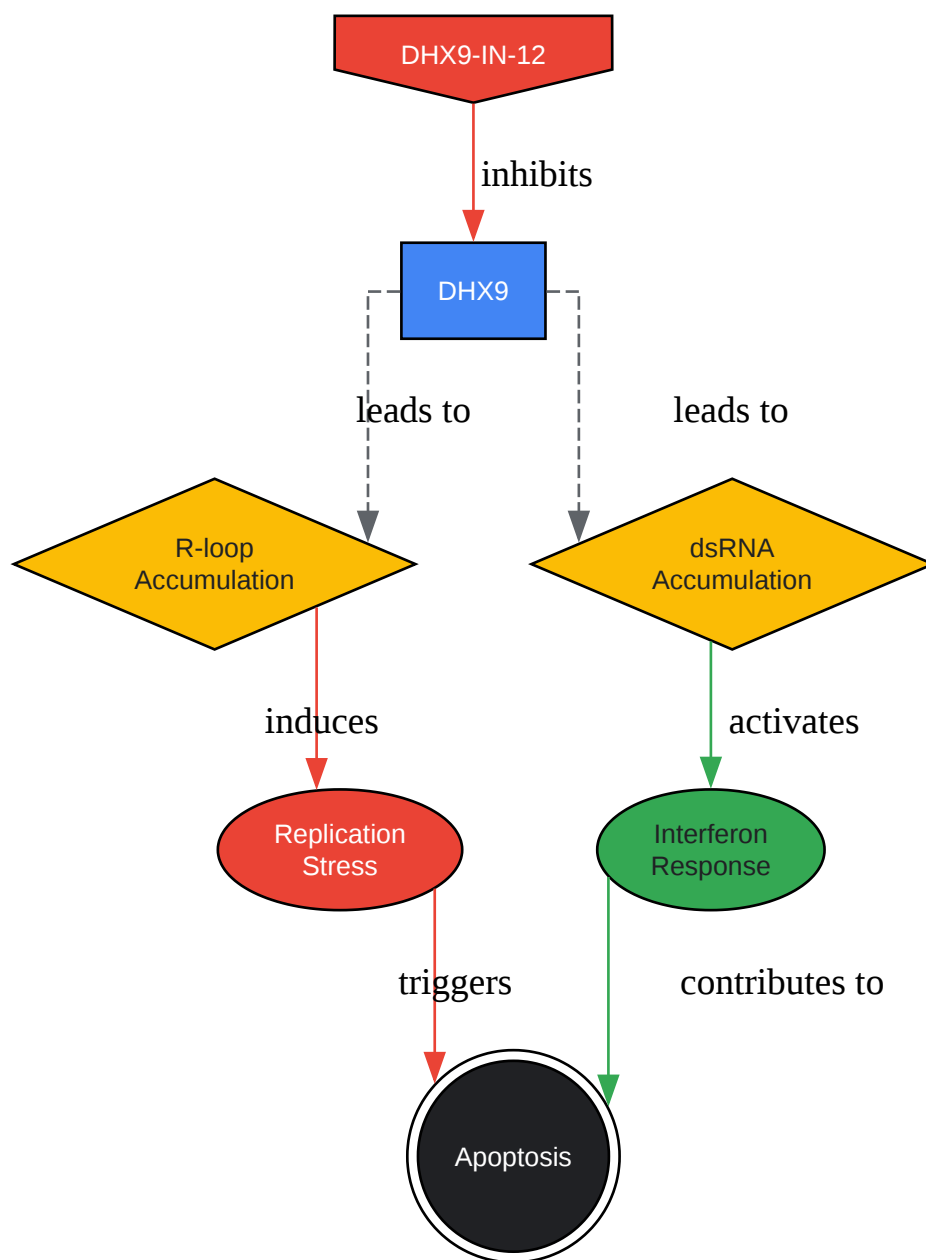 DHX9-IN-12
inhibits
DHX9
leads to
leads to
R-loop
Accumulation
dsRNA
Accumulation
induces
activates
Replication
Stress
Interferon
Response
triggers
contributes to
Apoptosis